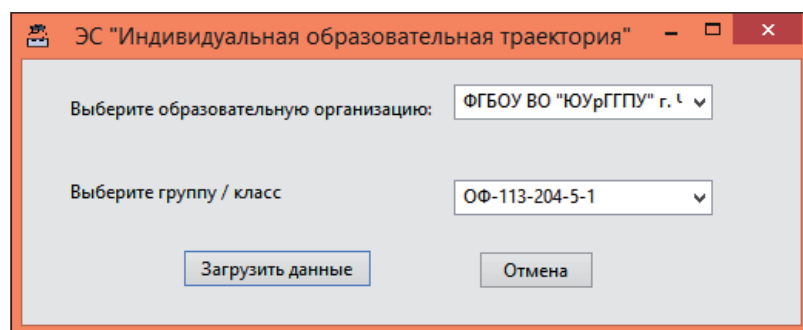 ЭС "Индивидуальная образовательная траектория"
Выберите образовательную организацию:
ФГБОУ ВО "ЮУрГГПУ" г.
Выберите группу / класс
ОФ-113-204-5-1
Загрузить данные
Отмена